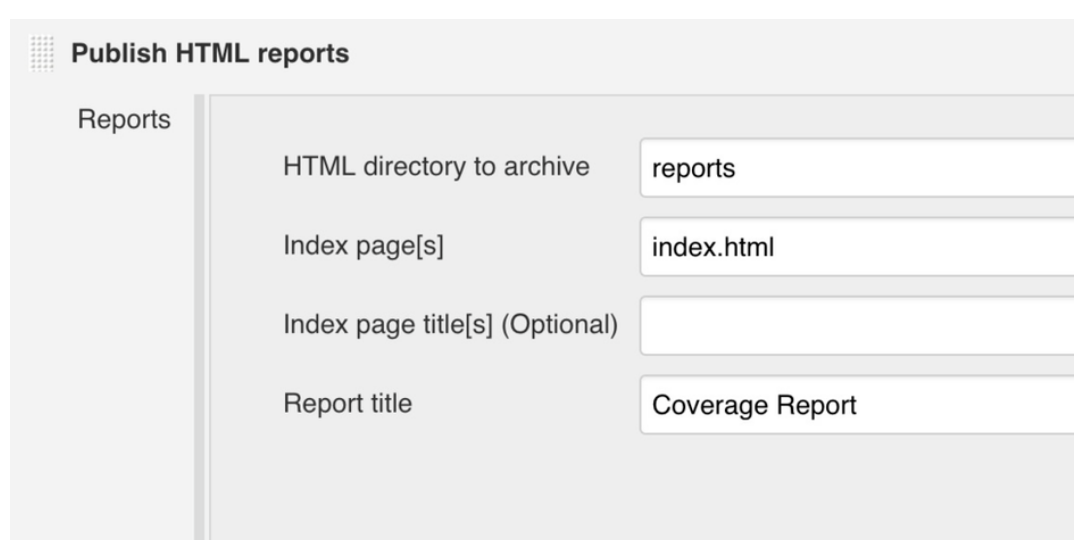 Publish HTML reports
Reports
HTML directory to archive reports
Index page[s] index.html
Index page title[s] (Optional)
Report title Coverage Report